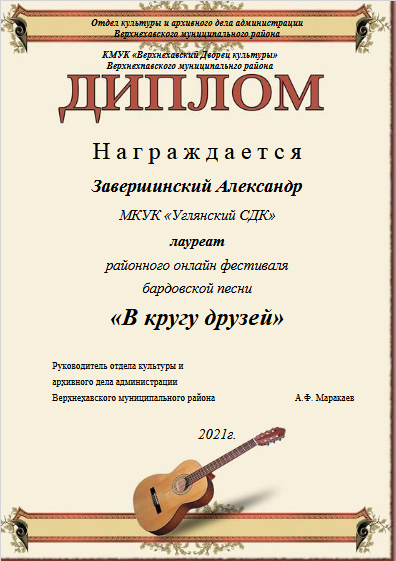 Отдел культуры и архивного дела администрации
Верхнехавского муниципального района
КМУК «Верхнехавский Дворец культуры»
Верхнехпавского муниципальнго района
ДИПЛОМ
Награждается
Завершинский Александр
МКУК «Углянский СДК»
лауреат
районного онлайн фестиваля
бардовской песни
«В кругу друзей»
Руководитель отдела культуры и
архивного дела администрации
Верхнехавского муниципального района А.Ф. Маракаев
2021г.